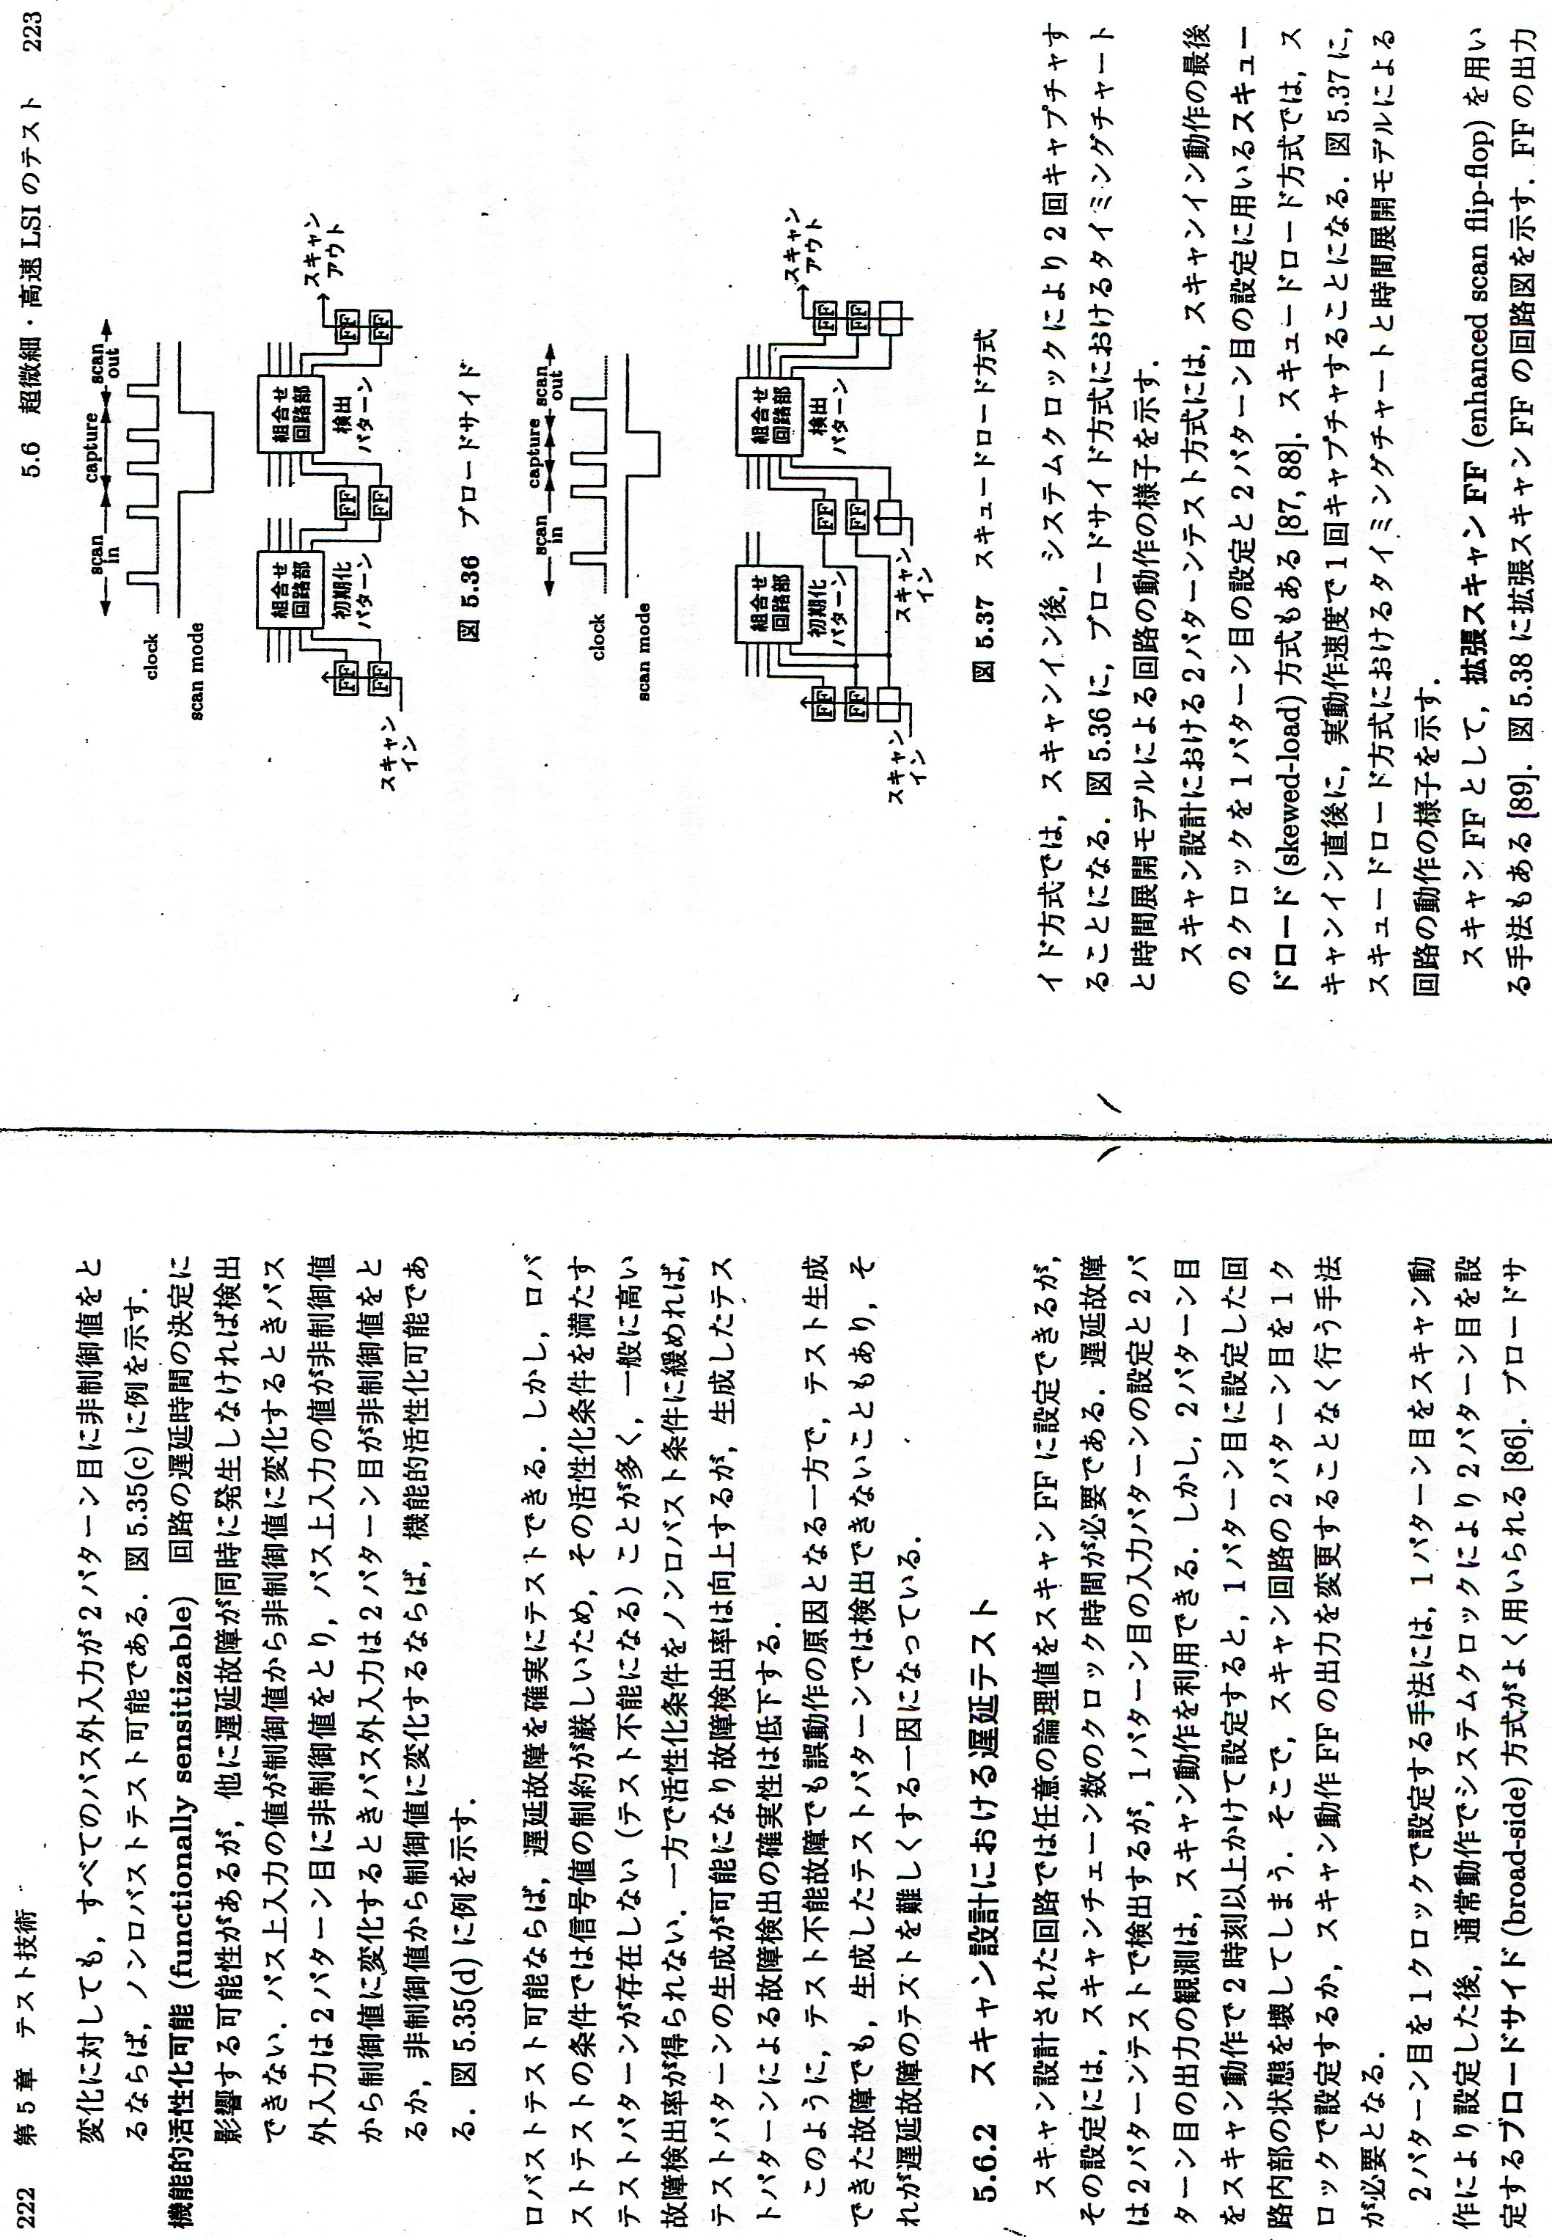 222　第5章　テスト技術
変化に対しても，すべてのパス外入力が2パターン目に非制御値をと
るならば，ノンロバストテスト可能である．図5.35(c)に例を示す．
機能的活性化可能 (functionally sensitizable)　回路の遅延時間の決定に
影響する可能性があるが，他に遅延故障が同時に発生しなければ検出
できない．パス上入力の値が制御値から非制御値に変化するときパス
外入力は2パターン目に非制御値をとり，パス上入力の値が非制御値
から制御値に変化するときパス外入力は2パターン目が非制御値をと
るか，非制御値から制御値に変化するならば，機能的活性化可能であ
る．図5.35(d)に例を示す．
ロバストテスト可能ならば，遅延故障を確実にテストできる．しかし，ロバ
ストテストの条件では信号値の制約が厳しいため，その活性化条件を満たす
テストパターンが存在しない（テスト不能になる）ことが多く，一般に高い
故障検出率が得られない．一方で活性化条件をノンロバスト条件に緩めれば，
テストパターンの生成が可能になり故障検出率は向上するが，生成したテス
トパターンによる故障検出の確実性は低下する．
このように，テスト不能故障でも誤動作の原因となる一方で，テスト生成
できた故障でも，生成したテストパターンでは検出できないこともあり，そ
れが遅延故障のテストを難しくする一因になっている．
5.6.2　スキャン設計における遅延テスト
スキャン設計された回路では任意の論理値をスキャンFFに設定できるが，
その設定には，スキャンチェーン数のクロック時間が必要である．遅延故障
は2パターンテストで検出するが，1パターン目の入力パターンの設定と2パ
ターン目の出力の観測は，スキャン動作を利用できる．しかし，2パターン目
をスキャン動作で2時刻以上かけて設定すると，1パターン目に設定した回
路内部の状態を壊してしまう．そこで，スキャン回路の2パターン目を1ク
ロックで設定するか，スキャン動作FFの出力を変更することなく行う手法
が必要となる．
2パターン目を1クロックで設定する手法には，1パターン目をスキャン動
作により設定した後，通常動作でシステムクロックにより2パターン目を設
定するブロードサイド (broad-side) 方式がよく用いられる [86]．ブロードサ
5.6　超微細・高速LSIのテスト　223
scan in
capture
scan out
clock
scan mode
組合せ回路部
初期化パターン
組合せ回路部
検出パターン
FF
FF
FF
FF
FF
FF
スキャンイン
スキャンアウト
図 5.36　ブロードサイド
scan in
capture
scan out
clock
scan mode
組合せ回路部
初期化パターン
組合せ回路部
検出パターン
FF
FF
FF
FF
FF
FF
スキャンイン
スキャンイン
スキャンアウト
図 5.37　スキュードロード方式
イド方式では，スキャンイン後，システムクロックにより2回キャプチャす
ることになる．図5.36に，ブロードサイド方式におけるタイミングチャート
と時間展開モデルによる回路の動作の様子を示す．
スキャン設計における2パターンテスト方式には，スキャンイン動作の最後
の2クロックを1パターン目の設定と2パターン目の設定に用いるスキュー
ドロード (skewed-load) 方式もある [87, 88]．スキュードロード方式では，ス
キャンイン直後に，実動作速度で1回キャプチャすることになる．図5.37に，
スキュードロード方式におけるタイミングチャートと時間展開モデルによる
回路の動作の様子を示す．
スキャンFFとして，拡張スキャンFF (enhanced scan flip-flop) を用い
る手法もある [89]．図5.38に拡張スキャンFFの回路図を示す．FFの出力